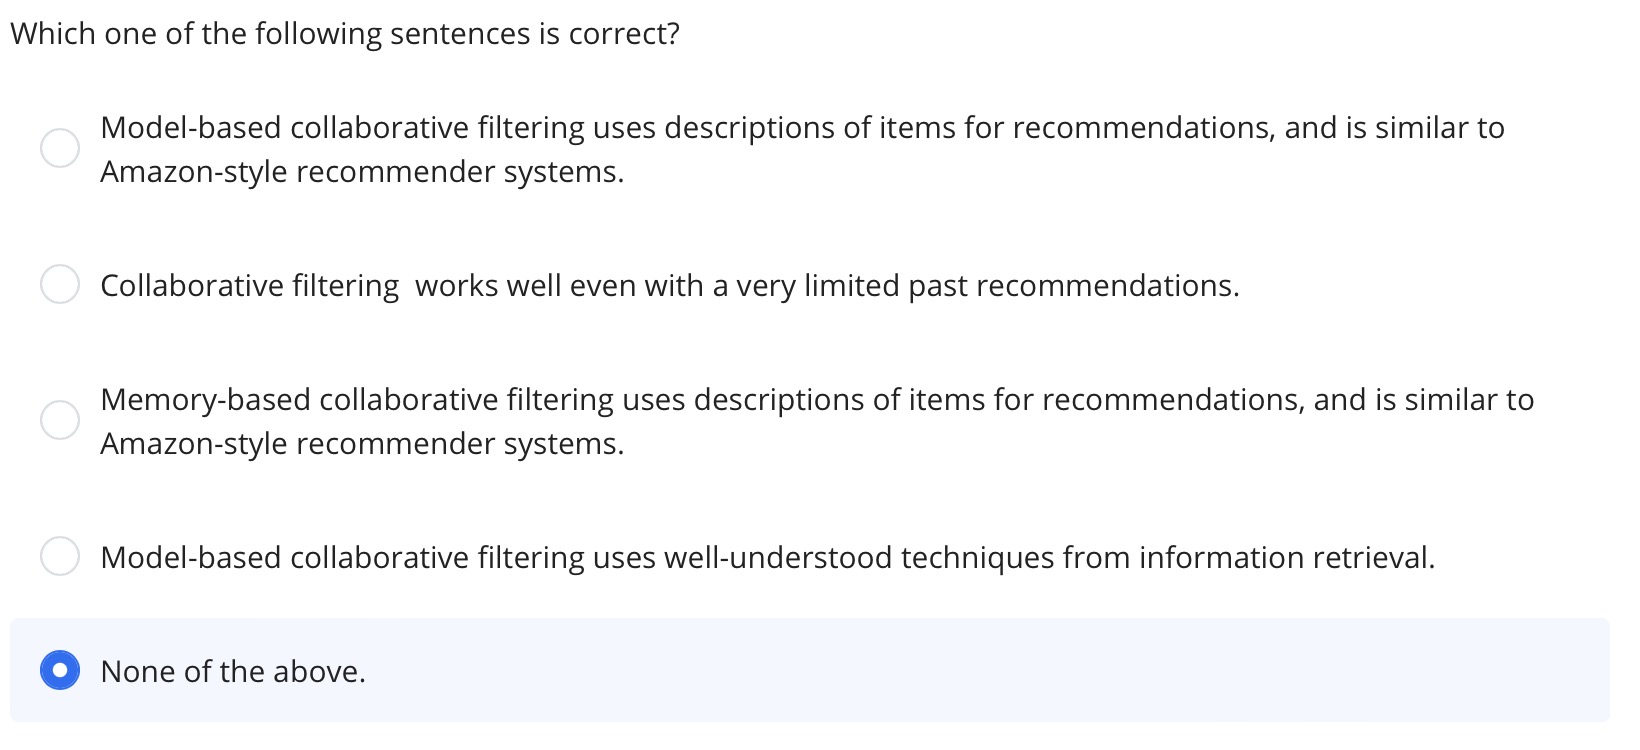 Which one of the following sentences is correct?
Model-based collaborative filtering uses descriptions of items for recommendations, and is similar to
Amazon-style recommender systems.
Collaborative filtering  works well even with a very limited past recommendations.
Memory-based collaborative filtering uses descriptions of items for recommendations, and is similar to
Amazon-style recommender systems.
Model-based collaborative filtering uses well-understood techniques from information retrieval.
None of the above.